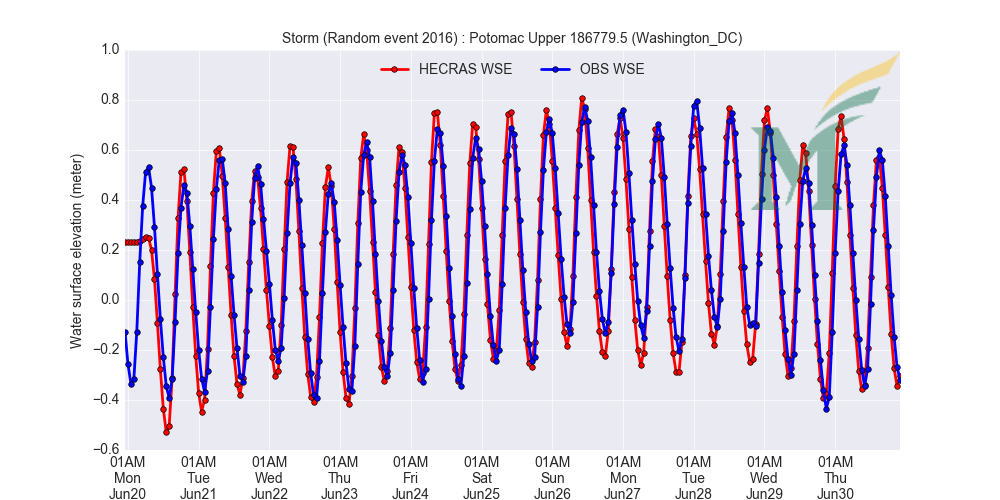 Storm (Random event 2016) : Potomac Upper 186779.5 (Washington_DC)
HECRAS WSE
OBS WSE
Water surface elevation (meter)
1.0
0.8
0.6
0.4
0.2
0.0
−0.2
−0.4
−0.6
01AM 01AM 01AM 01AM 01AM 01AM 01AM 01AM 01AM 01AM 01AM
Mon Tue Wed Thu Fri Sat Sun Mon Tue Wed Thu
Jun20 Jun21 Jun22 Jun23 Jun24 Jun25 Jun26 Jun27 Jun28 Jun29 Jun30
M